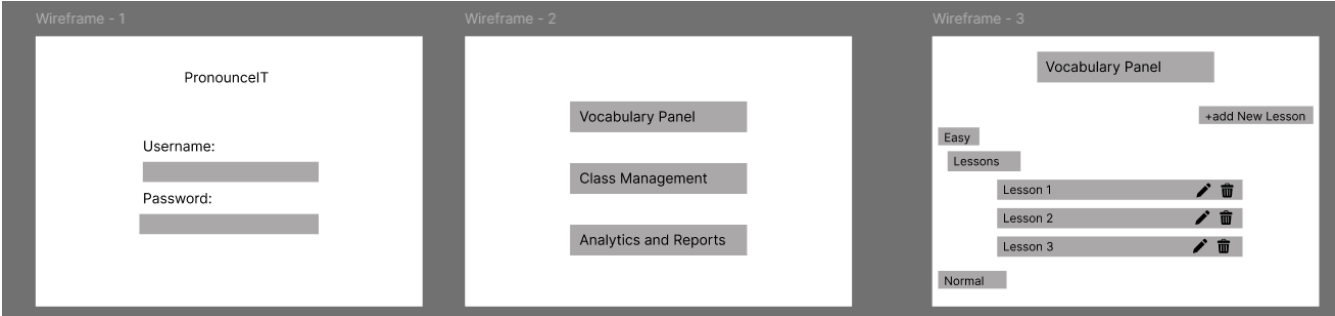 Wireframe - 1
PronounceIT
Username:
Password:
Wireframe - 2
Vocabulary Panel
Class Management
Analytics and Reports
Wireframe - 3
Vocabulary Panel
+add New Lesson
Easy
Lessons
Lesson 1
Lesson 2
Lesson 3
Normal